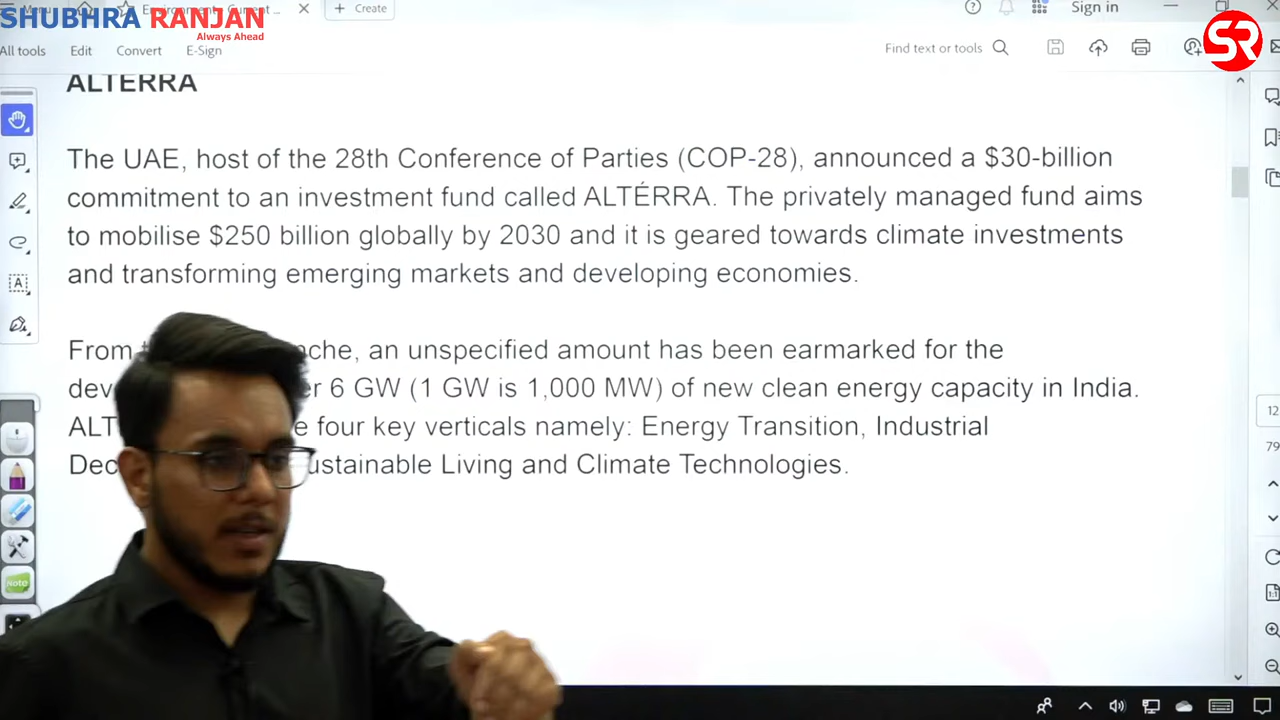 SHUBHRA RANJAN
Always Ahead
Create
Sign in
All tools
Edit
Convert
E-Sign
Find text or tools
SR
ALTERRA
The UAE, host of the 28th Conference of Parties (COP-28), announced a $30-billion
commitment to an investment fund called ALTÉRRA. The privately managed fund aims
to mobilise $250 billion globally by 2030 and it is geared towards climate investments
and transforming emerging markets and developing economies.
From an unspecified amount has been earmarked for the
6 GW (1 GW is 1,000 MW) of new clean energy capacity in India.
four key verticals namely: Energy Transition, Industrial
Living and Climate Technologies.
12
79
Note
1:1